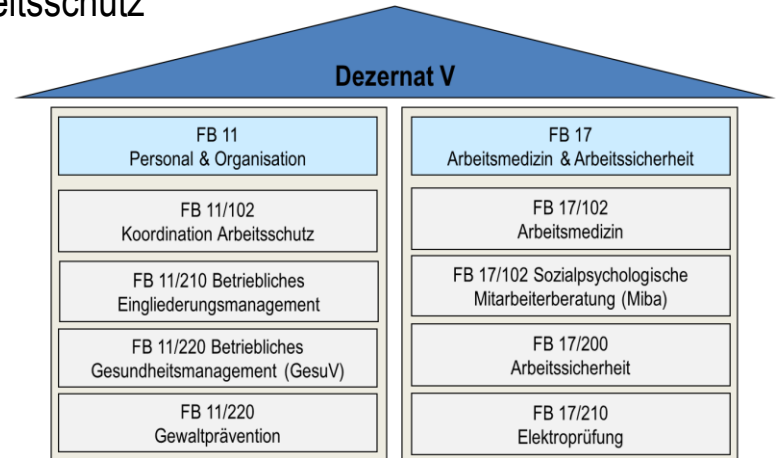 Dezernat V
FB 11
Personal & Organisation
FB 11/102
Koordination Arbeitsschutz
FB 11/210 Betriebliches
Eingliederungsmanagement
FB 11/220 Betriebliches
Gesundheitsmanagement (GesuV)
FB 11/220
Gewaltprävention
FB 17
Arbeitsmedizin & Arbeitssicherheit
FB 17/102
Arbeitsmedizin
FB 17/102 Sozialpsychologische
Mitarbeiterberatung (Miba)
FB 17/200
Arbeitssicherheit
FB 17/210
Elektroprüfung